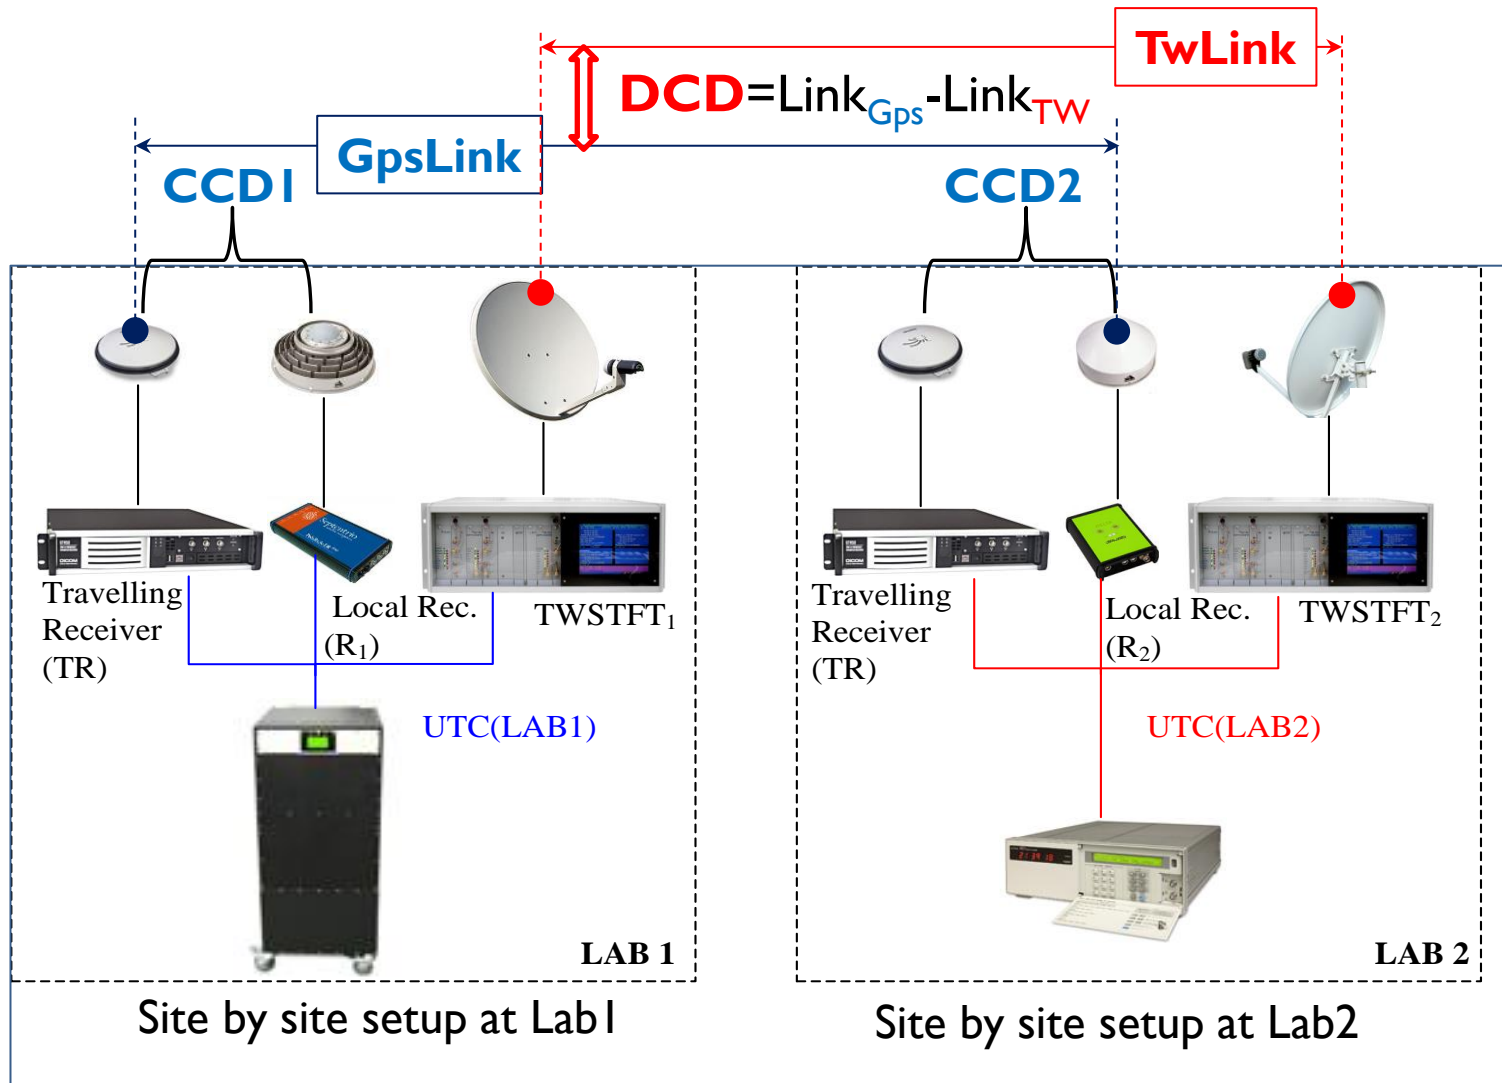 TwLink
DCD=LinkGps-LinkTW
GpsLink
CCD1
CCD2
Septentrio
Travelling
Receiver
(TR)
Local Rec.
(R1)
TWSTFT1
Travelling
Receiver
(TR)
Local Rec.
(R2)
TWSTFT2
UTC(LAB1)
UTC(LAB2)
LAB 1
LAB 2
Site by site setup at Lab1
Site by site setup at Lab2